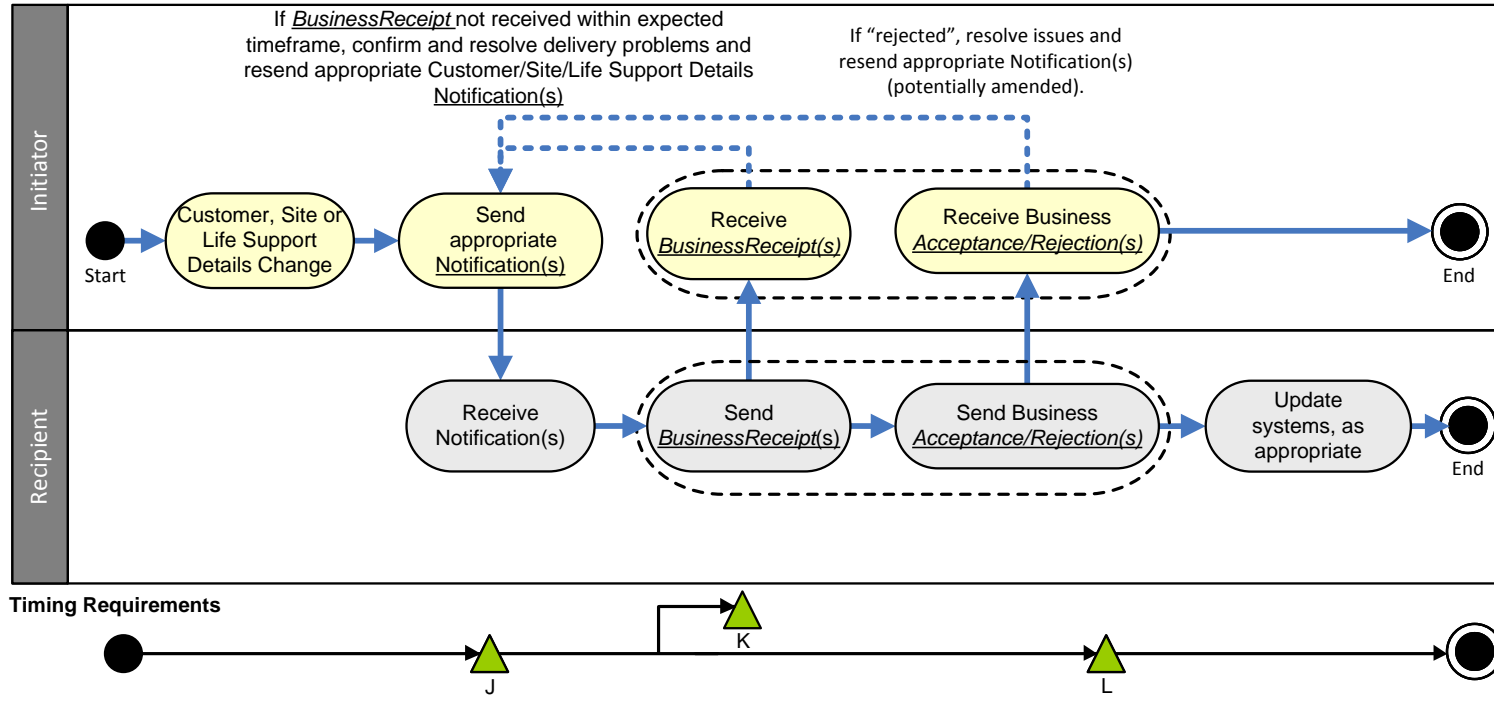 If BusinessReceipt not received within expected
timeframe, confirm and resolve delivery problems and
resend appropriate Customer/Site/Life Support Details
Notification(s)
If “rejected”, resolve issues and
resend appropriate Notification(s)
(potentially amended).
Initiator
Start
Customer, Site or
Life Support
Details Change
Send
appropriate
Notification(s)
Receive
BusinessReceipt(s)
Receive Business
Acceptance/Rejection(s)
End
Recipient
Receive
Notification(s)
Send
BusinessReceipt(s)
Send Business
Acceptance/Rejection(s)
Update
systems, as
appropriate
End
Timing Requirements
J
K
L